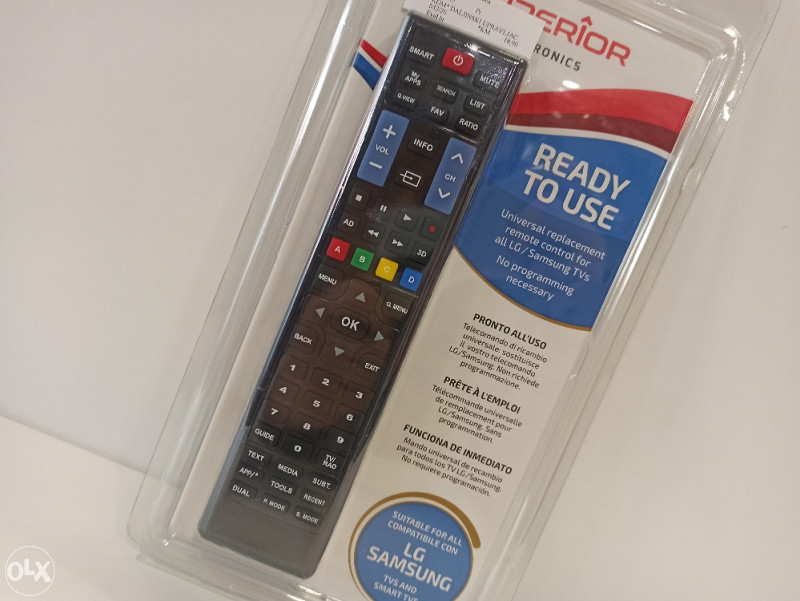 DALJINSKI UPRAVLJAC
*KM
SUPERIOR
RONICS
SMART
MUTE
MY APPS
SEARCH
LIST
Q.VIEW
FAV
RATIO
+
VOL
−
INFO
CH
AD
3D
A
B
C
D
MENU
Q.MENU
OK
BACK
EXIT
1
2
3
4
5
6
7
8
9
GUIDE
0
TV/
RAD
TEXT
MEDIA
SUBT.
APP/*
TOOLS
RECENT
DUAL
P. MODE
S. MODE
READY
TO USE
Universal replacement
remote control for
all LG / Samsung TVs
No programming
necessary
PRONTO ALL'USO
Telecomando di ricambio
universale: sostituisce
il vostro telecomando
LG/Samsung. Non richiede
programmazione.
PRÊTE À L'EMPLOI
Télécommande universelle
de remplacement pour
LG/Samsung. Sans
programmation.
FUNCIONA DE INMEDIATO
Mando universal de recambio
para todos los TV LG/Samsung.
No requiere programación.
SUITABLE FOR ALL
COMPATIBILE CON
LG
SAMSUNG
TVS AND
SMART TVS
OLX